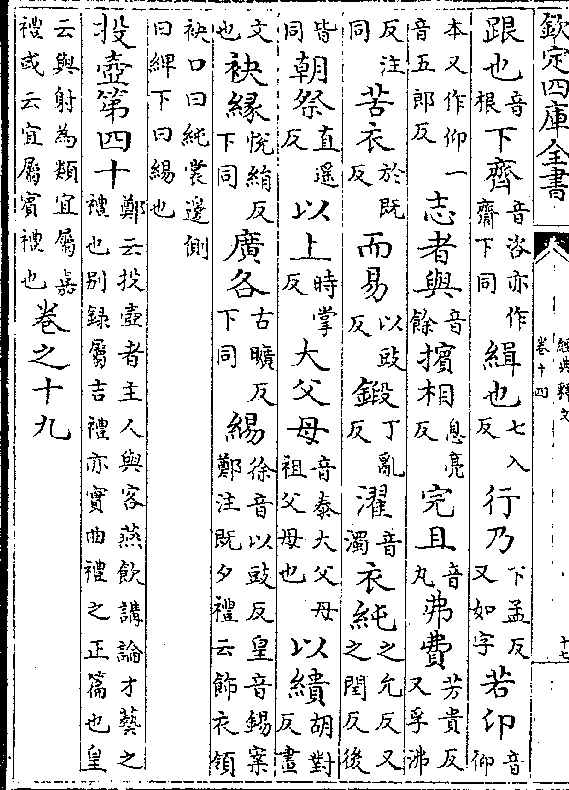 欽定四庫全書
經典釋文
卷十四
十七
跟也音根下齊音咨亦作齋下同緝也七入反行乃下孟反又如字若卬音仰
本又作仰一音五郎反志者與音餘擯相息亮反完且音丸弗費芳貴反又孚沸
反注同苦衣於既反而易以豉反鍛丁亂反濯音濁衣純之允反又之閏反後
皆同朝祭直遥反以上時掌反大父母音泰大父母祖父母也以繢胡對反畫
文也袂緣悅絹反下同廣各古曠反下同緆徐音以豉反皇音錫案鄭注既夕禮云飾衣領
袂口曰純裳邊側曰綼下曰緆也
投壺第四十鄭云投壺者主人與客燕飲講論才藝之禮也别録屬吉禮亦實曲禮之正篇也皇
云與射為類宜屬嘉禮或云宜屬賓禮也卷之十九